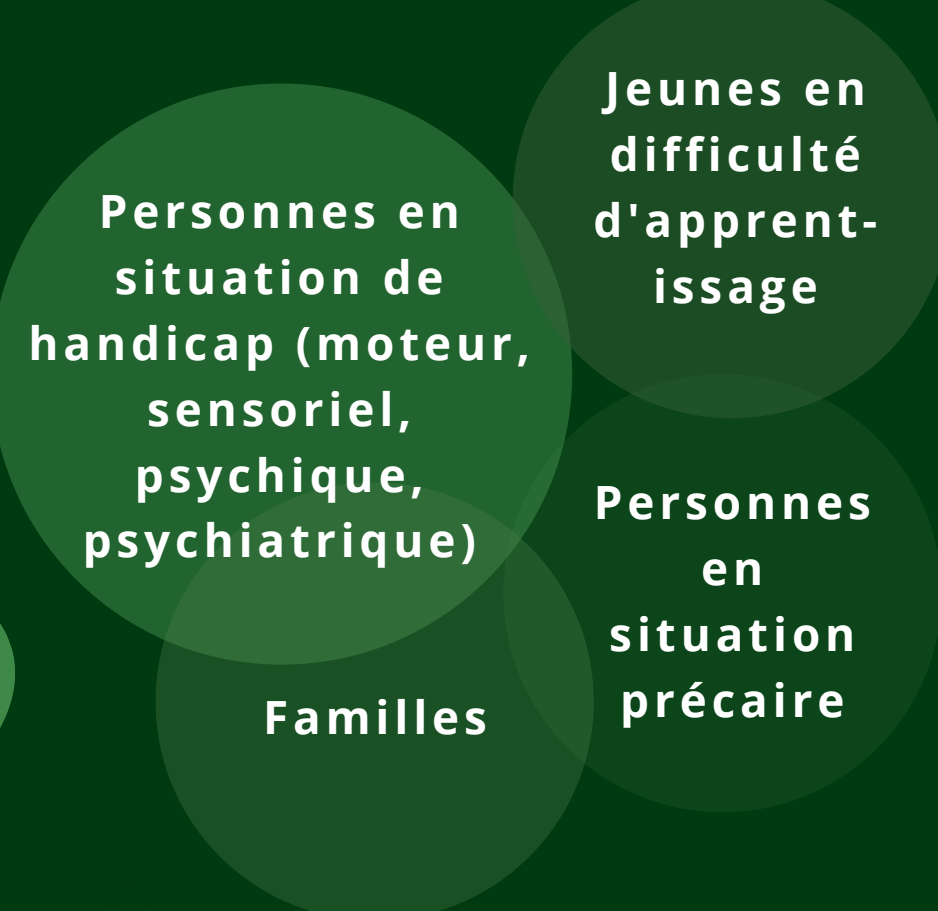 Personnes en
situation de
handicap (moteur,
sensoriel,
psychique,
psychiatrique)
Jeunes en
difficulté
d'apprent-
issage
Personnes
en
situation
précaire
Familles